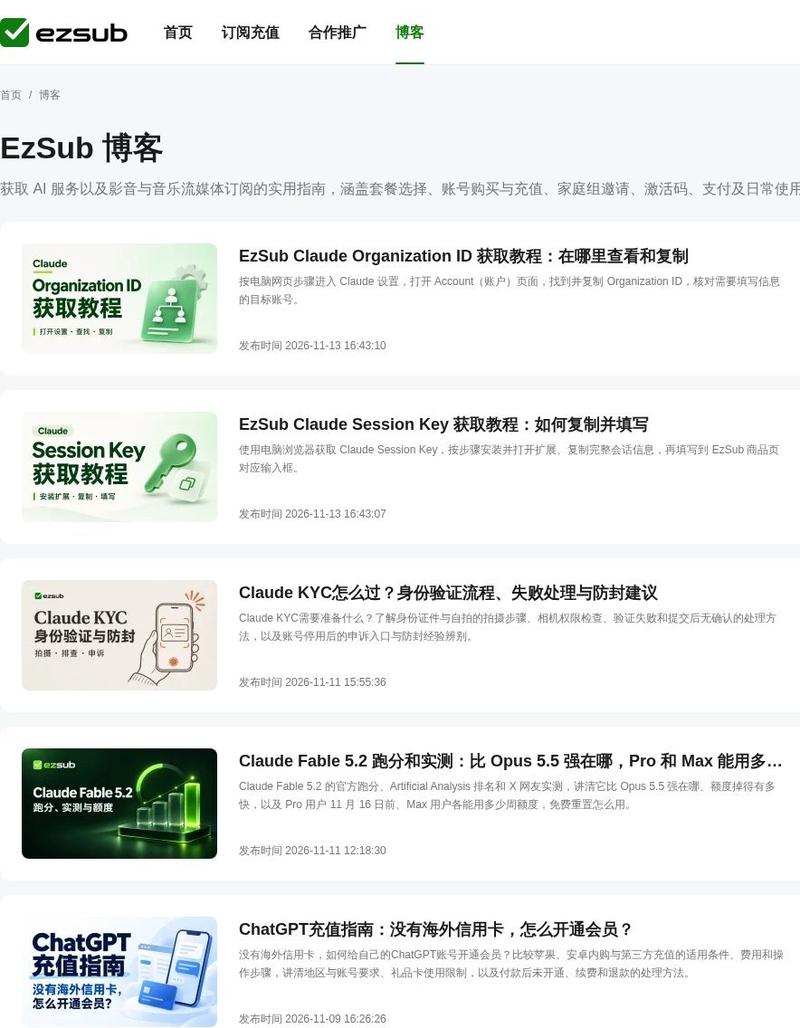 ezsub
首页
订阅充值
合作推广
博客
首页 / 博客
EzSub 博客
获取 AI 服务以及影音与音乐流媒体订阅的实用指南，涵盖套餐选择、账号购买与充值、家庭组邀请、激活码、支付及日常使用
Claude
Organization ID
获取教程
打开设置・查找・复制
EzSub Claude Organization ID 获取教程：在哪里查看和复制
按电脑网页步骤进入 Claude 设置，打开 Account（账户）页面，找到并复制 Organization ID，核对需要填写信息
的目标账号。
发布时间 2026-11-13 16:43:10
Claude
Session Key
获取教程
安装扩展・复制・填写
EzSub Claude Session Key 获取教程：如何复制并填写
使用电脑浏览器获取 Claude Session Key，按步骤安装并打开扩展、复制完整会话信息，再填写到 EzSub 商品页
对应输入框。
发布时间 2026-11-13 16:43:07
ezsub
Claude KYC
身份验证与防封
拍摄・排查・申诉
Claude KYC怎么过？身份验证流程、失败处理与防封建议
Claude KYC需要准备什么？了解身份证件与自拍的拍摄步骤、相机权限检查、验证失败和提交后无确认的处理方
法，以及账号停用后的申诉入口与防封经验辨别。
发布时间 2026-11-11 15:55:36
ezsub
Claude Fable 5.2
跑分、实测与额度
Claude Fable 5.2 跑分和实测：比 Opus 5.5 强在哪，Pro 和 Max 能用多…
Claude Fable 5.2 的官方跑分、Artificial Analysis 排名和 X 网友实测，讲清它比 Opus 5.5 强在哪、额度掉得有多
快，以及 Pro 用户 11 月 16 日前、Max 用户各能用多少周额度，免费重置怎么用。
发布时间 2026-11-11 12:18:30
ChatGPT
充值指南
没有海外信用卡，
怎么开通会员？
ChatGPT充值指南：没有海外信用卡，怎么开通会员？
没有海外信用卡，如何给自己的ChatGPT账号开通会员？比较苹果、安卓内购与第三方充值的适用条件、费用和操
作步骤，讲清地区与账号要求、礼品卡使用限制，以及付款后未开通、续费和退款的处理方法。
发布时间 2026-11-09 16:26:26